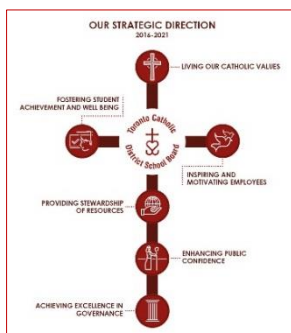 OUR STRATEGIC DIRECTION
2016-2021
LIVING OUR CATHOLIC VALUES
FOSTERING STUDENT
ACHIEVEMENT AND WELL BEING
Toronto Catholic
District School Board
INSPIRING AND
MOTIVATING EMPLOYEES
PROVIDING STEWARDSHIP
OF RESOURCES
ENHANCING PUBLIC
CONFIDENCE
ACHIEVING EXCELLENCE IN
GOVERNANCE